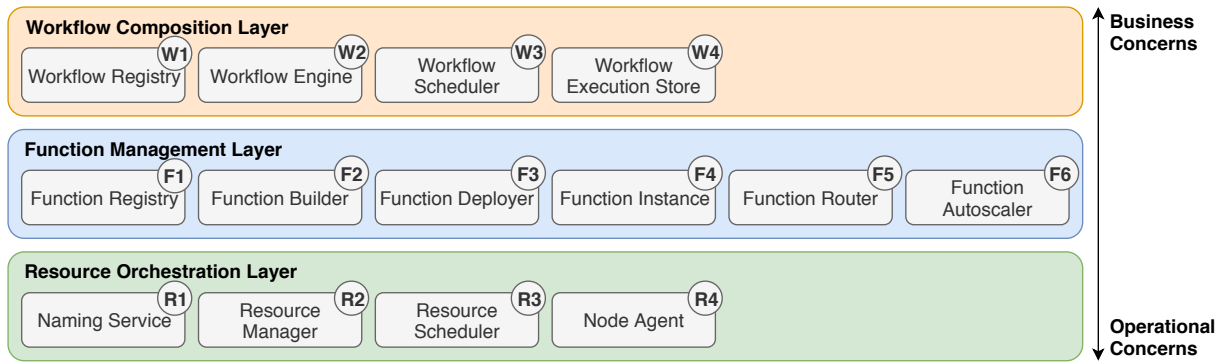 Workflow Composition Layer
W1
Workflow Registry
W2
Workflow Engine
W3
Workflow
Scheduler
W4
Workflow
Execution Store
Function Management Layer
F1
Function Registry
F2
Function Builder
F3
Function Deployer
F4
Function Instance
F5
Function Router
F6
Function
Autoscaler
Resource Orchestration Layer
R1
Naming Service
R2
Resource
Manager
R3
Resource
Scheduler
R4
Node Agent
Business
Concerns
Operational
Concerns